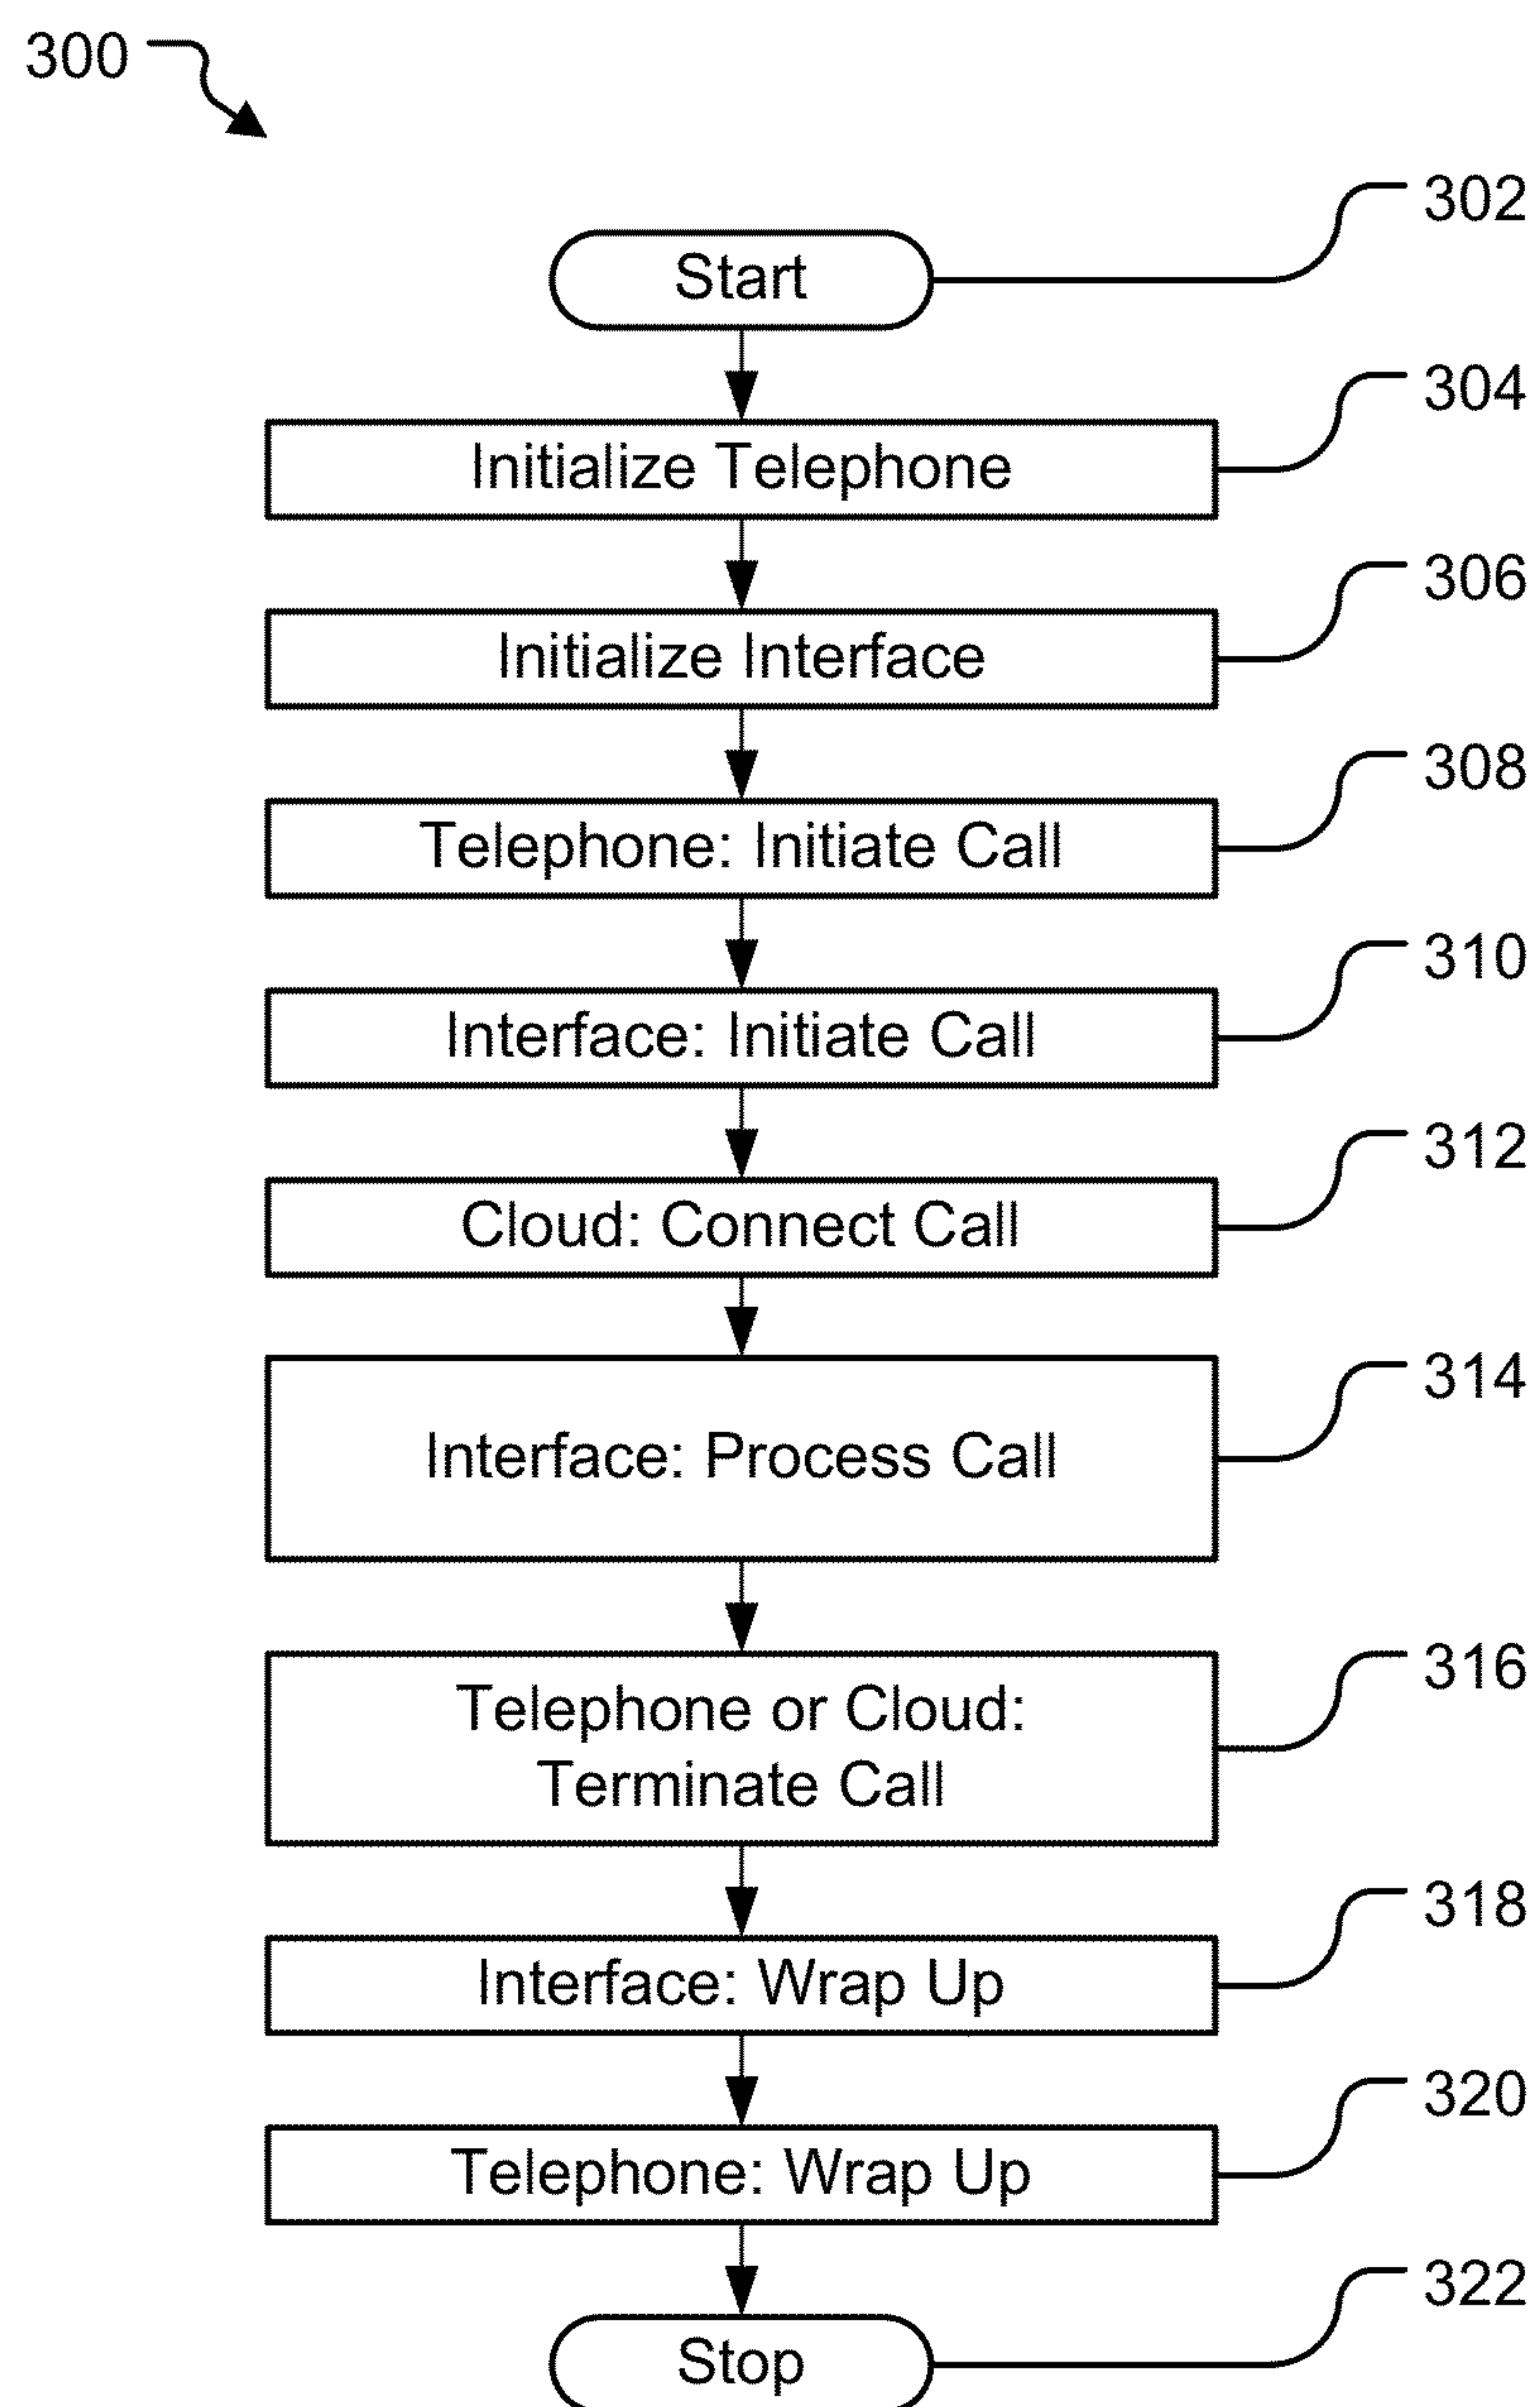 300
302
Start
304
Initialize Telephone
306
Initialize Interface
308
Telephone: Initiate Call
310
Interface: Initiate Call
312
Cloud: Connect Call
314
Interface: Process Call
316
Telephone or Cloud:
Terminate Call
318
Interface: Wrap Up
320
Telephone: Wrap Up
322
Stop